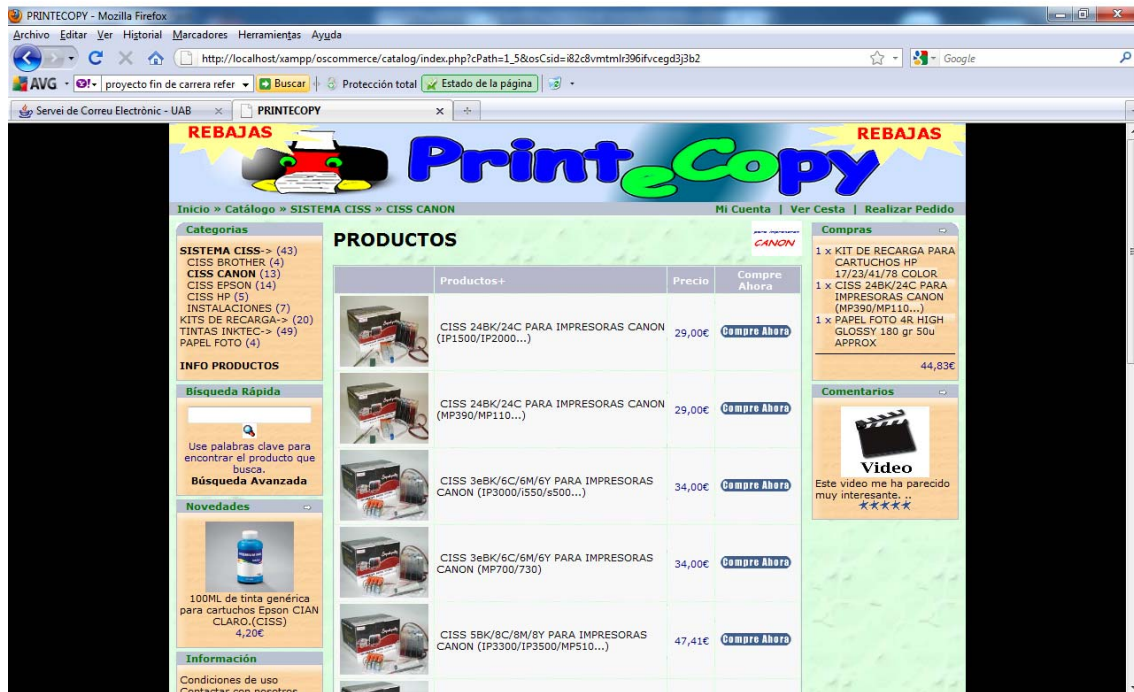 PRINTECOPY - Mozilla Firefox
Archivo Editar Ver Historial Marcadores Herramientas Ayuda
http://localhost/xampp/oscommerce/catalog/index.php?cPath=1_5&osCsid=i82c8vmtmlr396ifvcegd3j3b2
Google
AVG
proyecto fin de carrera refer
Buscar
Protección total
Estado de la página
Servei de Correu Electrònic - UAB
PRINTECOPY
REBAJAS
Print e Copy
REBAJAS
Inicio » Catálogo » SISTEMA CISS » CISS CANON
Mi Cuenta | Ver Cesta | Realizar Pedido
Categorias
SISTEMA CISS-> (43)
CISS BROTHER (4)
CISS CANON (13)
CISS EPSON (14)
CISS HP (5)
INSTALACIONES (7)
KITS DE RECARGA-> (20)
TINTAS INKTEC-> (49)
PAPEL FOTO (4)
INFO PRODUCTOS
Bísqueda Rápida
Use palabras clave para
encontrar el producto que
busca.
Búsqueda Avanzada
Novedades
100ML de tinta genérica
para cartuchos Epson CIAN
CLARO.(CISS)
4,20€
Información
Condiciones de uso
Contactar con nosotros
PRODUCTOS
para impresoras
CANON
Productos+ Precio Compre Ahora
CISS 24BK/24C PARA IMPRESORAS CANON
(IP1500/IP2000...)
29,00€
Compre Ahora
CISS 24BK/24C PARA IMPRESORAS CANON
(MP390/MP110...)
29,00€
Compre Ahora
CISS 3eBK/6C/6M/6Y PARA IMPRESORAS
CANON (IP3000/i550/s500...)
34,00€
Compre Ahora
CISS 3eBK/6C/6M/6Y PARA IMPRESORAS
CANON (MP700/730)
34,00€
Compre Ahora
CISS 5BK/8C/8M/8Y PARA IMPRESORAS
CANON (IP3300/IP3500/MP510...)
47,41€
Compre Ahora
Compras
1 x KIT DE RECARGA PARA
CARTUCHOS HP
17/23/41/78 COLOR
1 x CISS 24BK/24C PARA
IMPRESORAS CANON
(MP390/MP110...)
1 x PAPEL FOTO 4R HIGH
GLOSSY 180 gr 50u
APPROX
44,83€
Comentarios
Video
Este video me ha parecido
muy interesante. ..